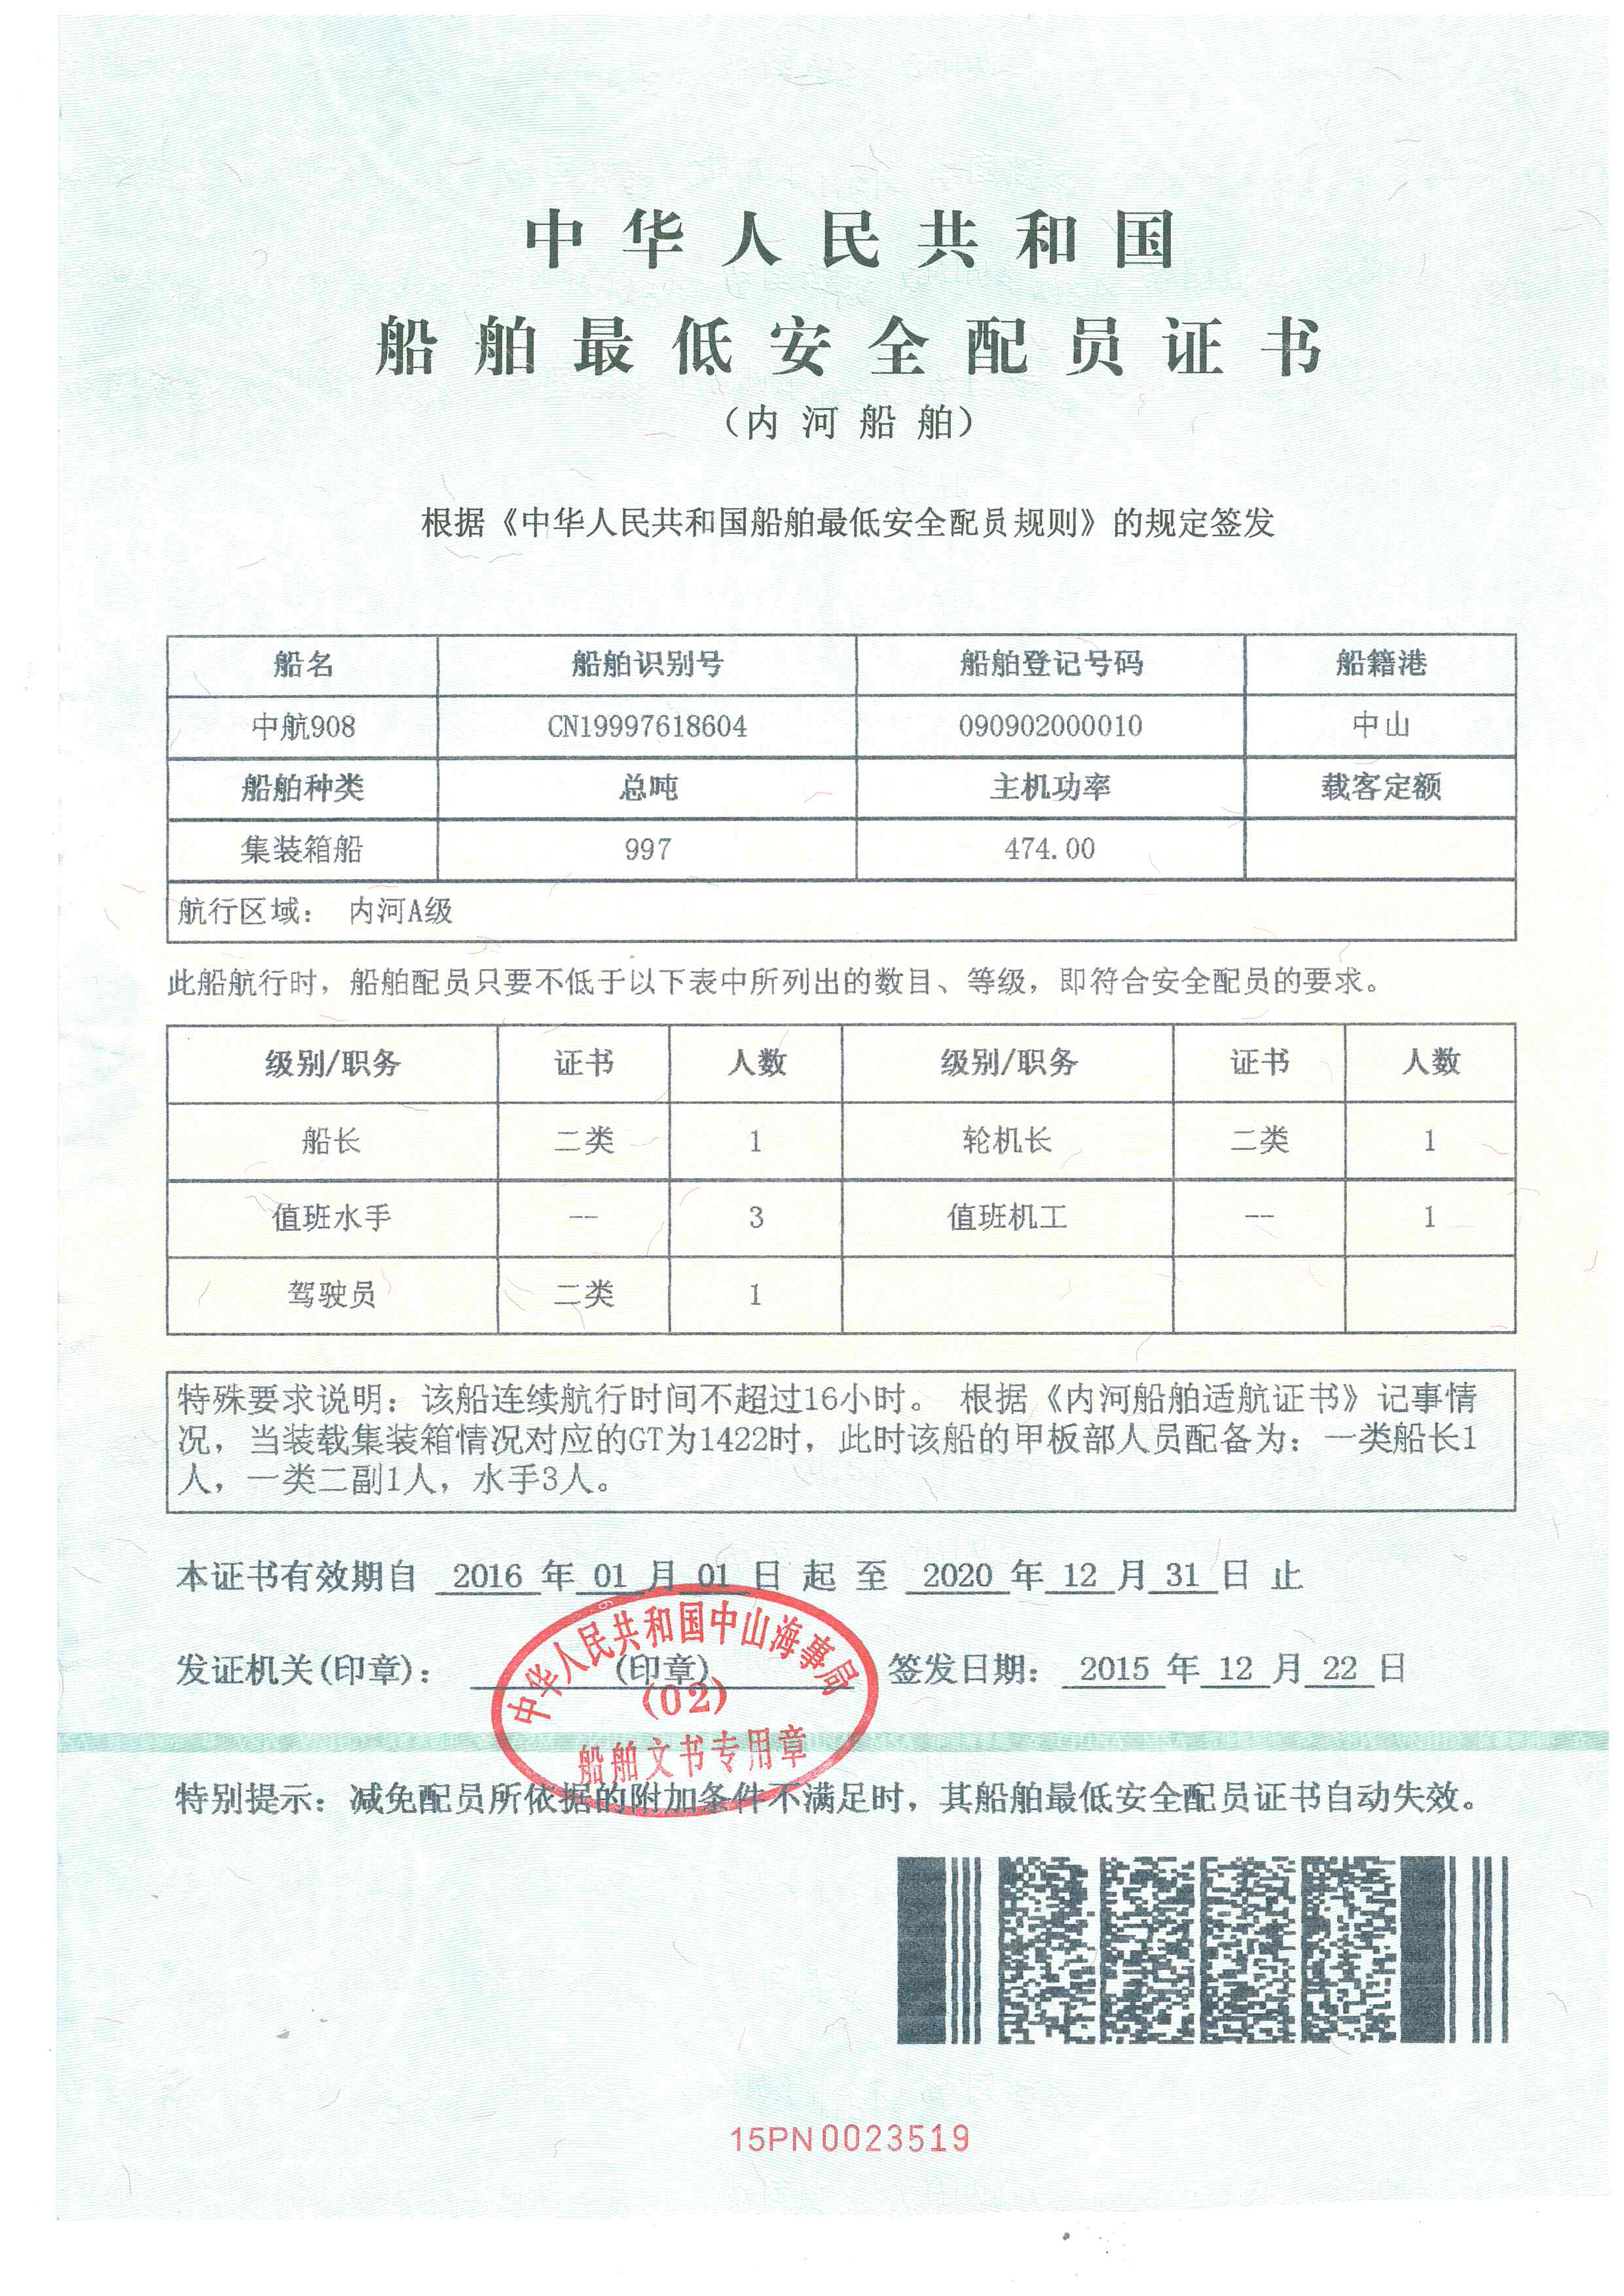 中华人民共和国
船舶最低安全配员证书
（内河船舶）
根据《中华人民共和国船舶最低安全配员规则》的规定签发
船名 船舶识别号 船舶登记号码 船籍港
中航908 CN19997618604 090902000010 中山
船舶种类 总吨 主机功率 载客定额
集装箱船 997 474.00
航行区域： 内河A级
此船航行时，船舶配员只要不低于以下表中所列出的数目、等级，即符合安全配员的要求。
级别/职务 证书 人数 级别/职务 证书 人数
船长 二类 1 轮机长 二类 1
值班水手 -- 3 值班机工 -- 1
驾驶员 二类 1
特殊要求说明：该船连续航行时间不超过16小时。 根据《内河船舶适航证书》记事情
况，当装载集装箱情况对应的GT为1422时，此时该船的甲板部人员配备为：一类船长1
人，一类二副1人，水手3人。
本证书有效期自 2016 年 01 月 01 日 起 至 2020 年 12 月 31 日 止
发证机关(印章)： (印章) 签发日期： 2015 年 12 月 22 日
中华人民共和国中山海事局
(02)
船舶文书专用章
特别提示：减免配员所依据的附加条件不满足时，其船舶最低安全配员证书自动失效。
15PN0023519